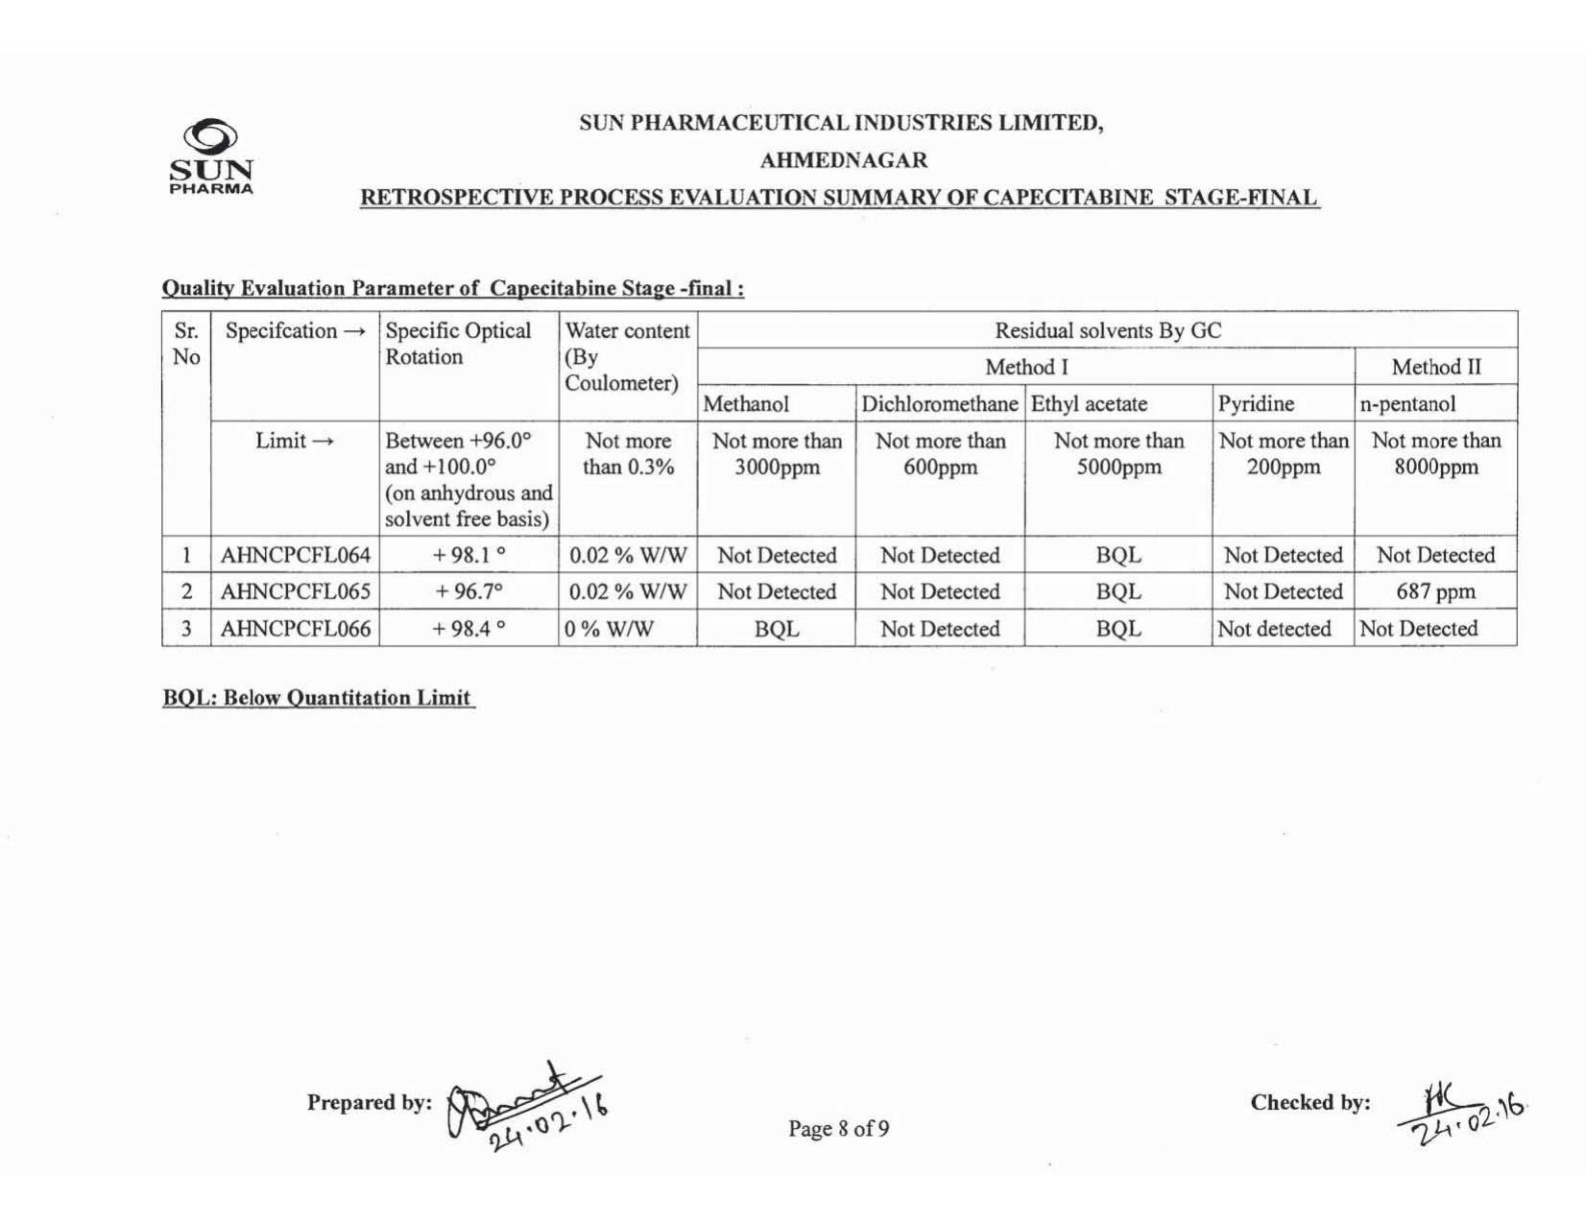 SUN
PHARMA
SUN PHARMACEUTICAL INDUSTRIES LIMITED,
AHMEDNAGAR
RETROSPECTIVE PROCESS EVALUATION SUMMARY OF CAPECITABINE STAGE-FINAL
Quality Evaluation Parameter of Capecitabine Stage -final :
Sr. No | Specifcation → | Specific Optical Rotation | Water content (By Coulometer) | Residual solvents By GC
Method I | Method II
Methanol | Dichloromethane | Ethyl acetate | Pyridine | n-pentanol
Limit → | Between +96.0° and +100.0° (on anhydrous and solvent free basis) | Not more than 0.3% | Not more than 3000ppm | Not more than 600ppm | Not more than 5000ppm | Not more than 200ppm | Not more than 8000ppm
1 | AHNCPCFL064 | + 98.1 ° | 0.02 % W/W | Not Detected | Not Detected | BQL | Not Detected | Not Detected
2 | AHNCPCFL065 | + 96.7° | 0.02 % W/W | Not Detected | Not Detected | BQL | Not Detected | 687 ppm
3 | AHNCPCFL066 | + 98.4 ° | 0 % W/W | BQL | Not Detected | BQL | Not detected | Not Detected
BQL: Below Quantitation Limit
Prepared by:
24.02.16
Page 8 of 9
Checked by:
HC
24.02.16